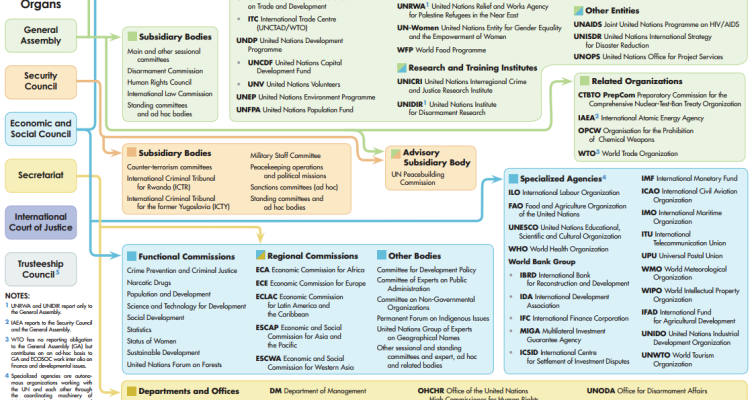 Organs
General
Assembly
Security
Council
Economic and
Social Council
Secretariat
International
Court of Justice
Trusteeship
Council5
NOTES:
1 UNRWA and UNIDIR report only to
the General Assembly.
2 IAEA reports to the Security Council
and the General Assembly.
3 WTO has no reporting obligation
to the General Assembly (GA) but
contributes on an ad-hoc basis to
GA and ECOSOC work inter alia on
finance and developmental issues.
4 Specialized agencies are autono-
mous organizations working with
the UN and each other through
the coordinating machinery of
Subsidiary Bodies
Main and other sessional
committees
Disarmament Commission
Human Rights Council
International Law Commission
Standing committees
and ad hoc bodies
on Trade and Development
• ITC International Trade Centre
(UNCTAD/WTO)
UNDP United Nations Development
Programme
• UNCDF United Nations Capital
Development Fund
• UNV United Nations Volunteers
UNEP United Nations Environment Programme
UNFPA United Nations Population Fund
UNRWA1 United Nations Relief and Works Agency
for Palestine Refugees in the Near East
UN-Women United Nations Entity for Gender Equality
and the Empowerment of Women
WFP World Food Programme
Research and Training Institutes
UNICRI United Nations Interregional Crime
and Justice Research Institute
UNIDIR1 United Nations Institute
for Disarmament Research
Other Entities
UNAIDS Joint United Nations Programme on HIV/AIDS
UNISDR United Nations International Strategy
for Disaster Reduction
UNOPS United Nations Office for Project Services
Related Organizations
CTBTO PrepCom Preparatory Commission for the
Comprehensive Nuclear-Test-Ban Treaty Organization
IAEA2 International Atomic Energy Agency
OPCW Organisation for the Prohibition
of Chemical Weapons
WTO3 World Trade Organization
Subsidiary Bodies
Counter-terrorism committees
International Criminal Tribunal
for Rwanda (ICTR)
International Criminal Tribunal
for the former Yugoslavia (ICTY)
Military Staff Committee
Peacekeeping operations
and political missions
Sanctions committees (ad hoc)
Standing committees and
ad hoc bodies
Advisory
Subsidiary Body
UN Peacebuilding
Commission
Functional Commissions
Crime Prevention and Criminal Justice
Narcotic Drugs
Population and Development
Science and Technology for Development
Social Development
Statistics
Status of Women
Sustainable Development
United Nations Forum on Forests
Regional Commissions
ECA Economic Commission for Africa
ECE Economic Commission for Europe
ECLAC Economic Commission
for Latin America and
the Caribbean
ESCAP Economic and Social
Commission for Asia and
the Pacific
ESCWA Economic and Social
Commission for Western Asia
Other Bodies
Committee for Development Policy
Committee of Experts on Public
Administration
Committee on Non-Governmental
Organizations
Permanent Forum on Indigenous Issues
United Nations Group of Experts
on Geographical Names
Other sessional and standing
committees and expert, ad hoc
and related bodies
Specialized Agencies4
ILO International Labour Organization
FAO Food and Agriculture Organization
of the United Nations
UNESCO United Nations Educational,
Scientific and Cultural Organization
WHO World Health Organization
World Bank Group
• IBRD International Bank
for Reconstruction and Development
• IDA International Development
Association
• IFC International Finance Corporation
• MIGA Multilateral Investment
Guarantee Agency
• ICSID International Centre
for Settlement of Investment Disputes
IMF International Monetary Fund
ICAO International Civil Aviation
Organization
IMO International Maritime
Organization
ITU International
Telecommunication Union
UPU Universal Postal Union
WMO World Meteorological
Organization
WIPO World Intellectual Property
Organization
IFAD International Fund
for Agricultural Development
UNIDO United Nations Industrial
Development Organization
UNWTO World Tourism
Organization
Departments and Offices
DM Department of Management
OHCHR Office of the United Nations
High Commissioner for Human Rights
UNODA Office for Disarmament Affairs